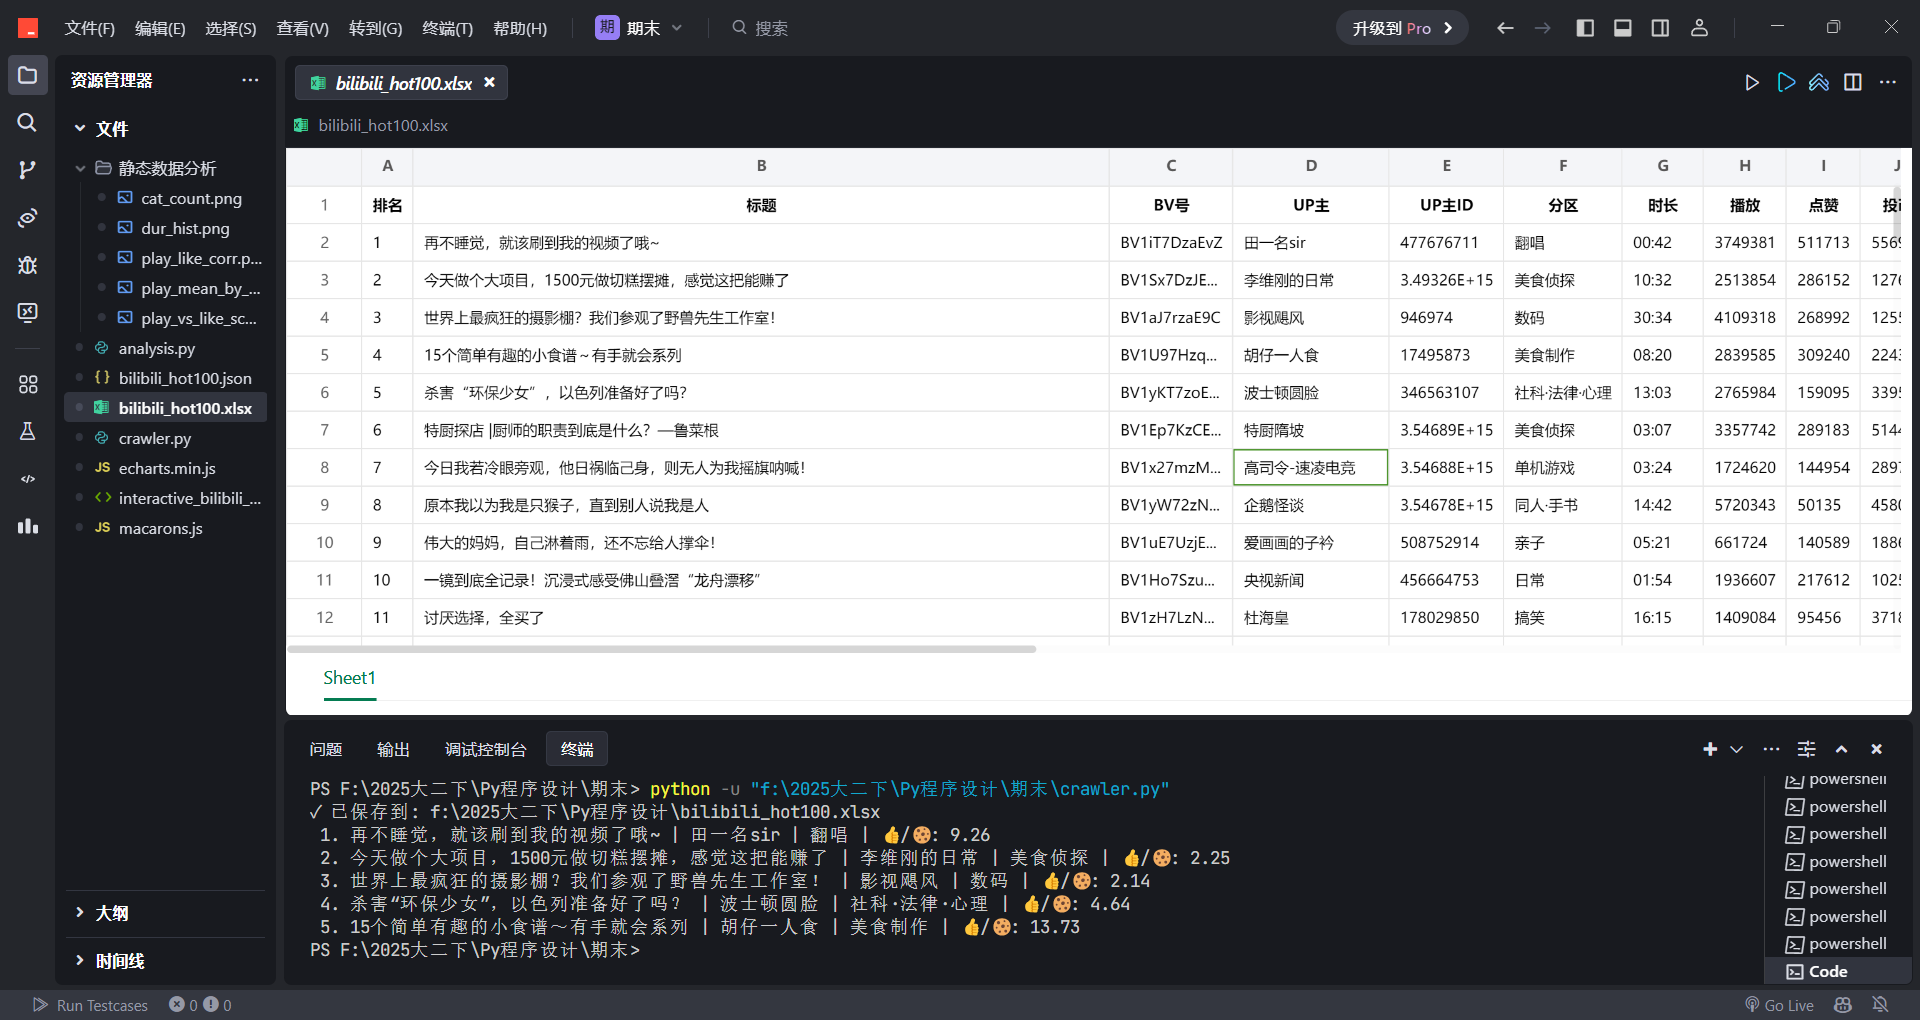 文件(F) 编辑(E) 选择(S) 查看(V) 转到(G) 终端(T) 帮助(H) 期 期末 搜索 升级到 Pro
资源管理器
文件
静态数据分析
cat_count.png
dur_hist.png
play_like_corr.p...
play_mean_by_...
play_vs_like_sc...
analysis.py
bilibili_hot100.json
bilibili_hot100.xlsx
crawler.py
echarts.min.js
interactive_bilibili_...
macarons.js
大纲
时间线
bilibili_hot100.xlsx
bilibili_hot100.xlsx
A B C D E F G H I J
1 排名 标题 BV号 UP主 UP主ID 分区 时长 播放 点赞
2 1 再不睡觉，就该刷到我的视频了哦~ BV1iT7DzaEvZ 田一名sir 477676711 翻唱 00:42 3749381 511713 5569
3 2 今天做个大项目，1500元做切糕摆摊，感觉这把能赚了 BV1Sx7DzJE... 李维刚的日常 3.49326E+15 美食侦探 10:32 2513854 286152 1276
4 3 世界上最疯狂的摄影棚？我们参观了野兽先生工作室！ BV1aJ7rzaE9C 影视飓风 946974 数码 30:34 4109318 268992 1255
5 4 15个简单有趣的小食谱～有手就会系列 BV1U97Hzq... 胡仔一人食 17495873 美食制作 08:20 2839585 309240 2243
6 5 杀害“环保少女”，以色列准备好了吗？ BV1yKT7zoE... 波士顿圆脸 346563107 社科·法律·心理 13:03 2765984 159095 3395
7 6 特厨探店 |厨师的职责到底是什么？—鲁菜根 BV1Ep7KzCE... 特厨隋坡 3.54689E+15 美食侦探 03:07 3357742 289183 5144
8 7 今日我若冷眼旁观，他日祸临己身，则无人为我摇旗呐喊！ BV1x27mzM... 高司令-速凌电竞 3.54688E+15 单机游戏 03:24 1724620 144954 2897
9 8 原本我以为我是只猴子，直到别人说我是人 BV1yW72zN... 企鹅怪谈 3.54678E+15 同人·手书 14:42 5720343 50135 4580
10 9 伟大的妈妈，自己淋着雨，还不忘给人撑伞！ BV1uE7UzjE... 爱画画的子衿 508752914 亲子 05:21 661724 140589 1886
11 10 一镜到底全记录！沉浸式感受佛山叠滘“龙舟漂移” BV1Ho7Szu... 央视新闻 456664753 日常 01:54 1936607 217612 1025
12 11 讨厌选择，全买了 BV1zH7LzN... 杜海皇 178029850 搞笑 16:15 1409084 95456 3718
Sheet1
问题 输出 调试控制台 终端
PS F:\2025大二下\Py程序设计\期末> python -u "f:\2025大二下\Py程序设计\期末\crawler.py"
✓ 已保存到: f:\2025大二下\Py程序设计\bilibili_hot100.xlsx
1. 再不睡觉，就该刷到我的视频了哦~ | 田一名sir | 翻唱 | 👍/🍪: 9.26
2. 今天做个大项目，1500元做切糕摆摊，感觉这把能赚了 | 李维刚的日常 | 美食侦探 | 👍/🍪: 2.25
3. 世界上最疯狂的摄影棚？我们参观了野兽先生工作室！ | 影视飓风 | 数码 | 👍/🍪: 2.14
4. 杀害“环保少女”，以色列准备好了吗？ | 波士顿圆脸 | 社科·法律·心理 | 👍/🍪: 4.64
5. 15个简单有趣的小食谱～有手就会系列 | 胡仔一人食 | 美食制作 | 👍/🍪: 13.73
PS F:\2025大二下\Py程序设计\期末>
powershell
powershell
powershell
powershell
powershell
powershell
powershell
Code
Run Testcases 0 0 Go Live